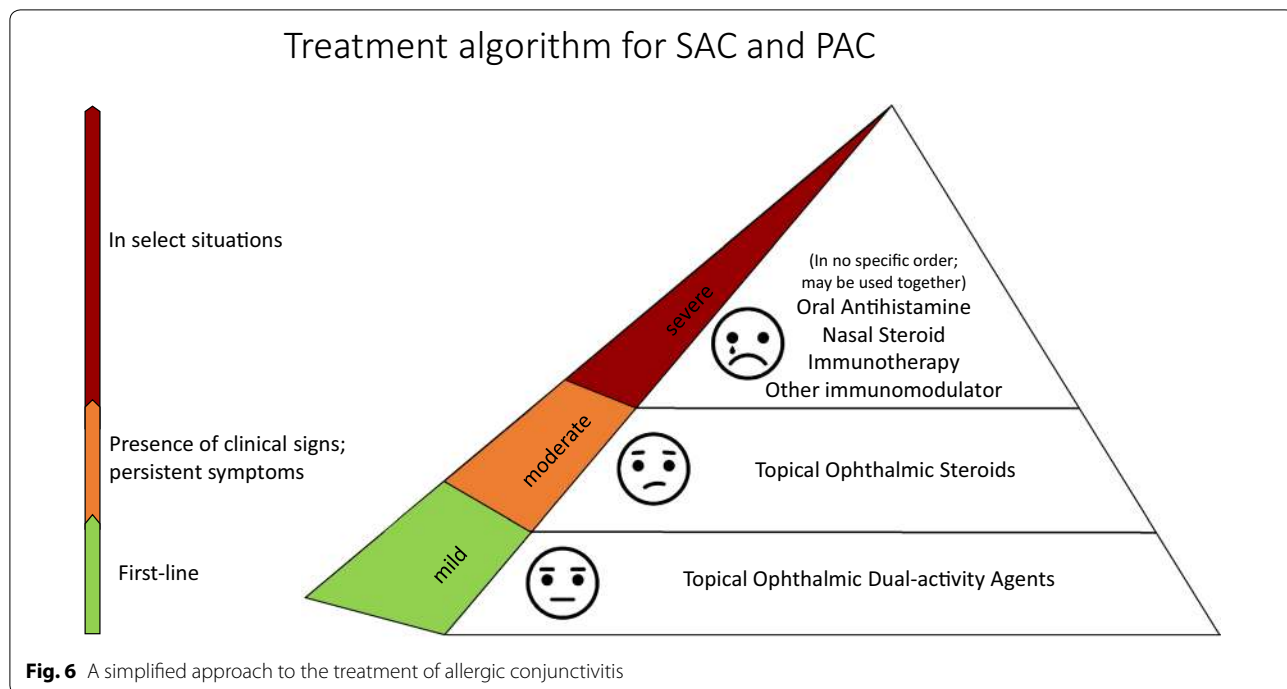 Treatment algorithm for SAC and PAC
In select situations
Presence of clinical signs;
persistent symptoms
First-line
severe
moderate
mild
(In no specific order;
may be used together)
Oral Antihistamine
Nasal Steroid
Immunotherapy
Other immunomodulator
Topical Ophthalmic Steroids
Topical Ophthalmic Dual-activity Agents
Fig. 6 A simplified approach to the treatment of allergic conjunctivitis